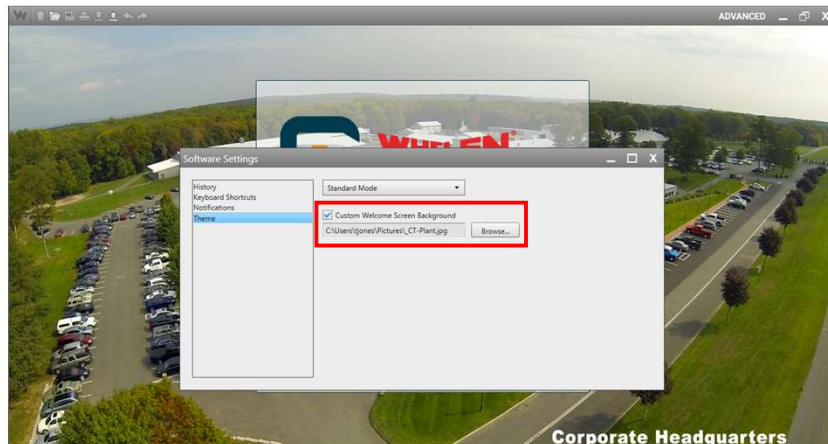 W
ADVANCED
WHELEN
Software Settings
History
Keyboard Shortcuts
Notifications
Theme
Standard Mode
Custom Welcome Screen Background
C:\Users\tjones\Pictures\_CT-Plant.jpg
Browse...
Corporate Headquarters